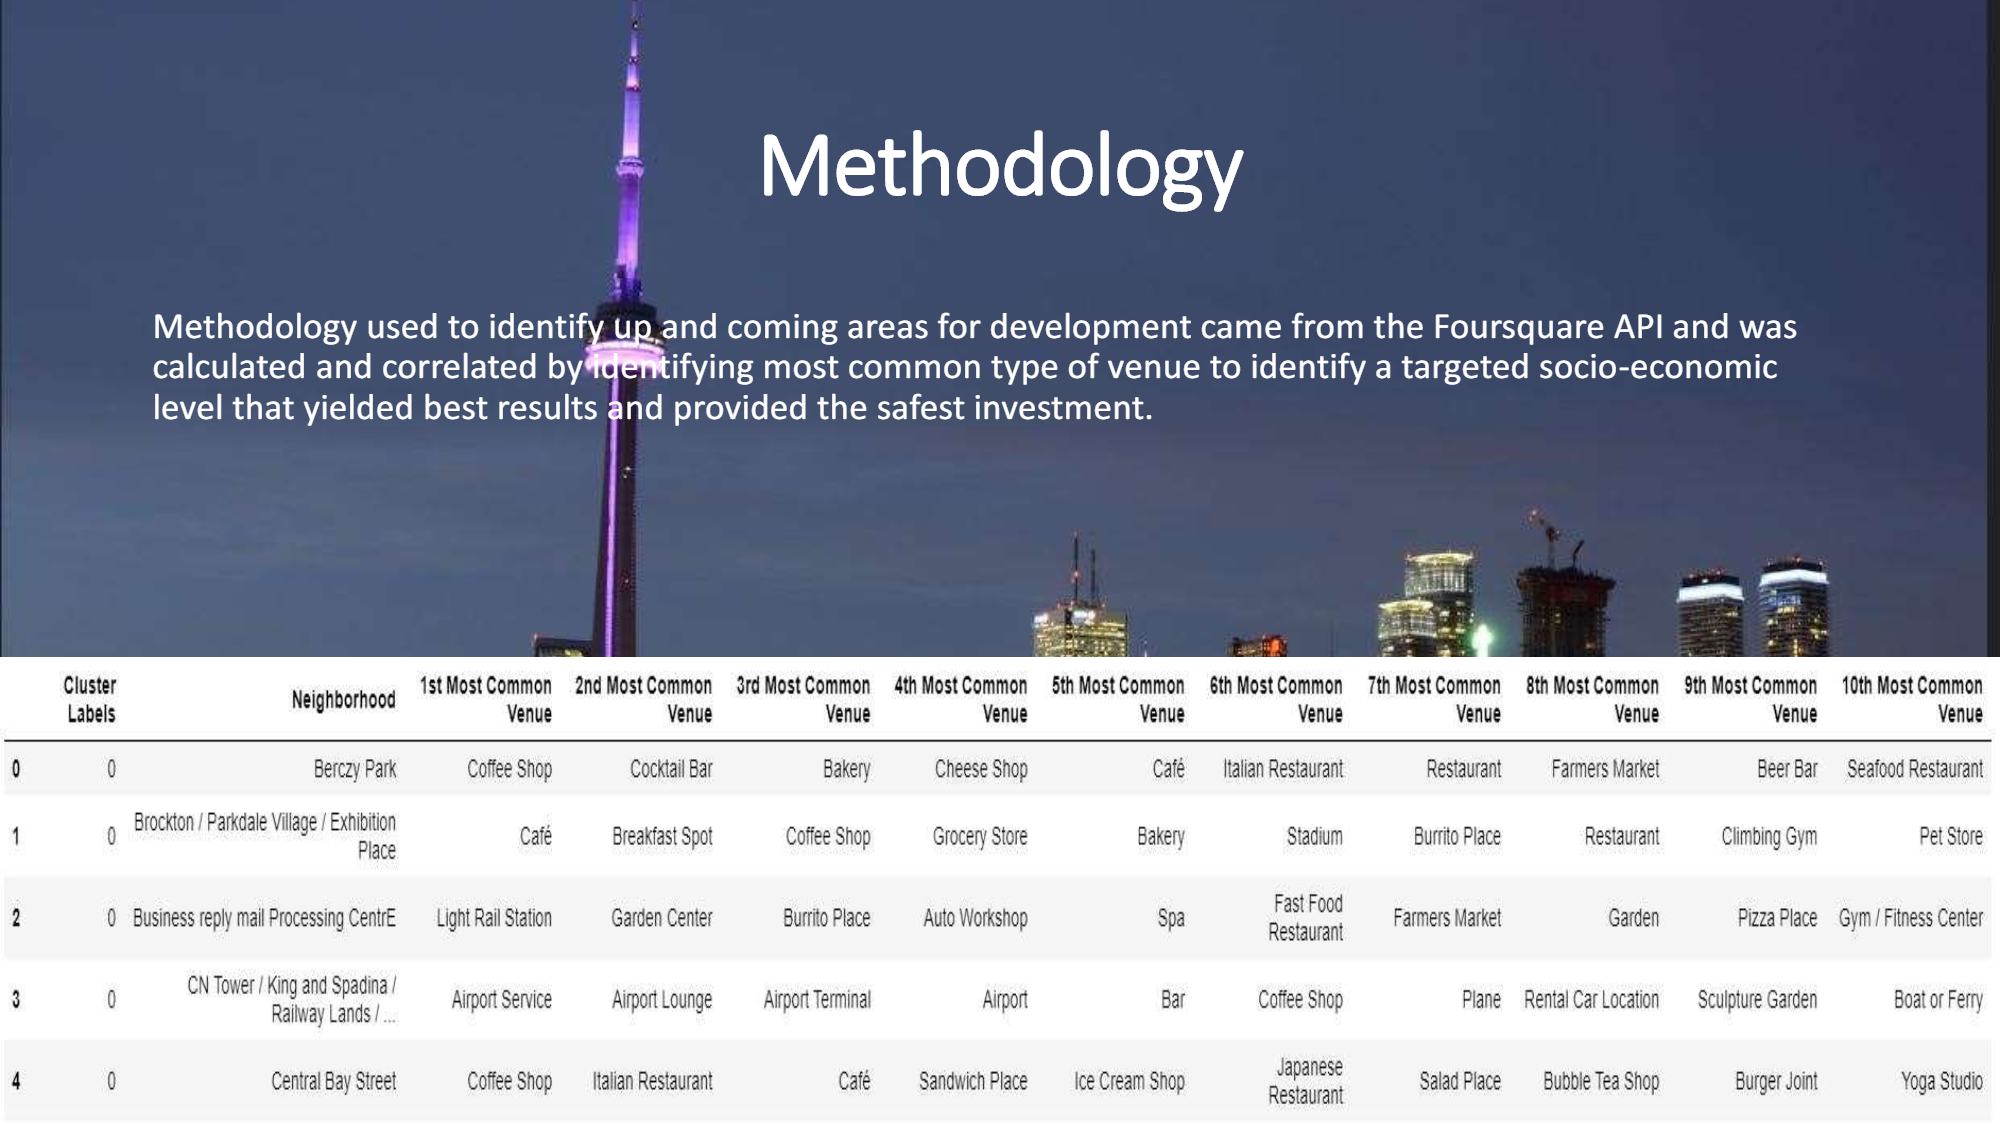 Methodology
Methodology used to identify up and coming areas for development came from the Foursquare API and was
calculated and correlated by identifying most common type of venue to identify a targeted socio-economic
level that yielded best results and provided the safest investment.
Cluster Labels Neighborhood 1st Most Common Venue 2nd Most Common Venue 3rd Most Common Venue 4th Most Common Venue 5th Most Common Venue 6th Most Common Venue 7th Most Common Venue 8th Most Common Venue 9th Most Common Venue 10th Most Common Venue
0 0 Berczy Park Coffee Shop Cocktail Bar Bakery Cheese Shop Café Italian Restaurant Restaurant Farmers Market Beer Bar Seafood Restaurant
1 0 Brockton / Parkdale Village / Exhibition Place Café Breakfast Spot Coffee Shop Grocery Store Bakery Stadium Burrito Place Restaurant Climbing Gym Pet Store
2 0 Business reply mail Processing CentrE Light Rail Station Garden Center Burrito Place Auto Workshop Spa Fast Food Restaurant Farmers Market Garden Pizza Place Gym / Fitness Center
3 0 CN Tower / King and Spadina / Railway Lands / ... Airport Service Airport Lounge Airport Terminal Airport Bar Coffee Shop Plane Rental Car Location Sculpture Garden Boat or Ferry
4 0 Central Bay Street Coffee Shop Italian Restaurant Café Sandwich Place Ice Cream Shop Japanese Restaurant Salad Place Bubble Tea Shop Burger Joint Yoga Studio